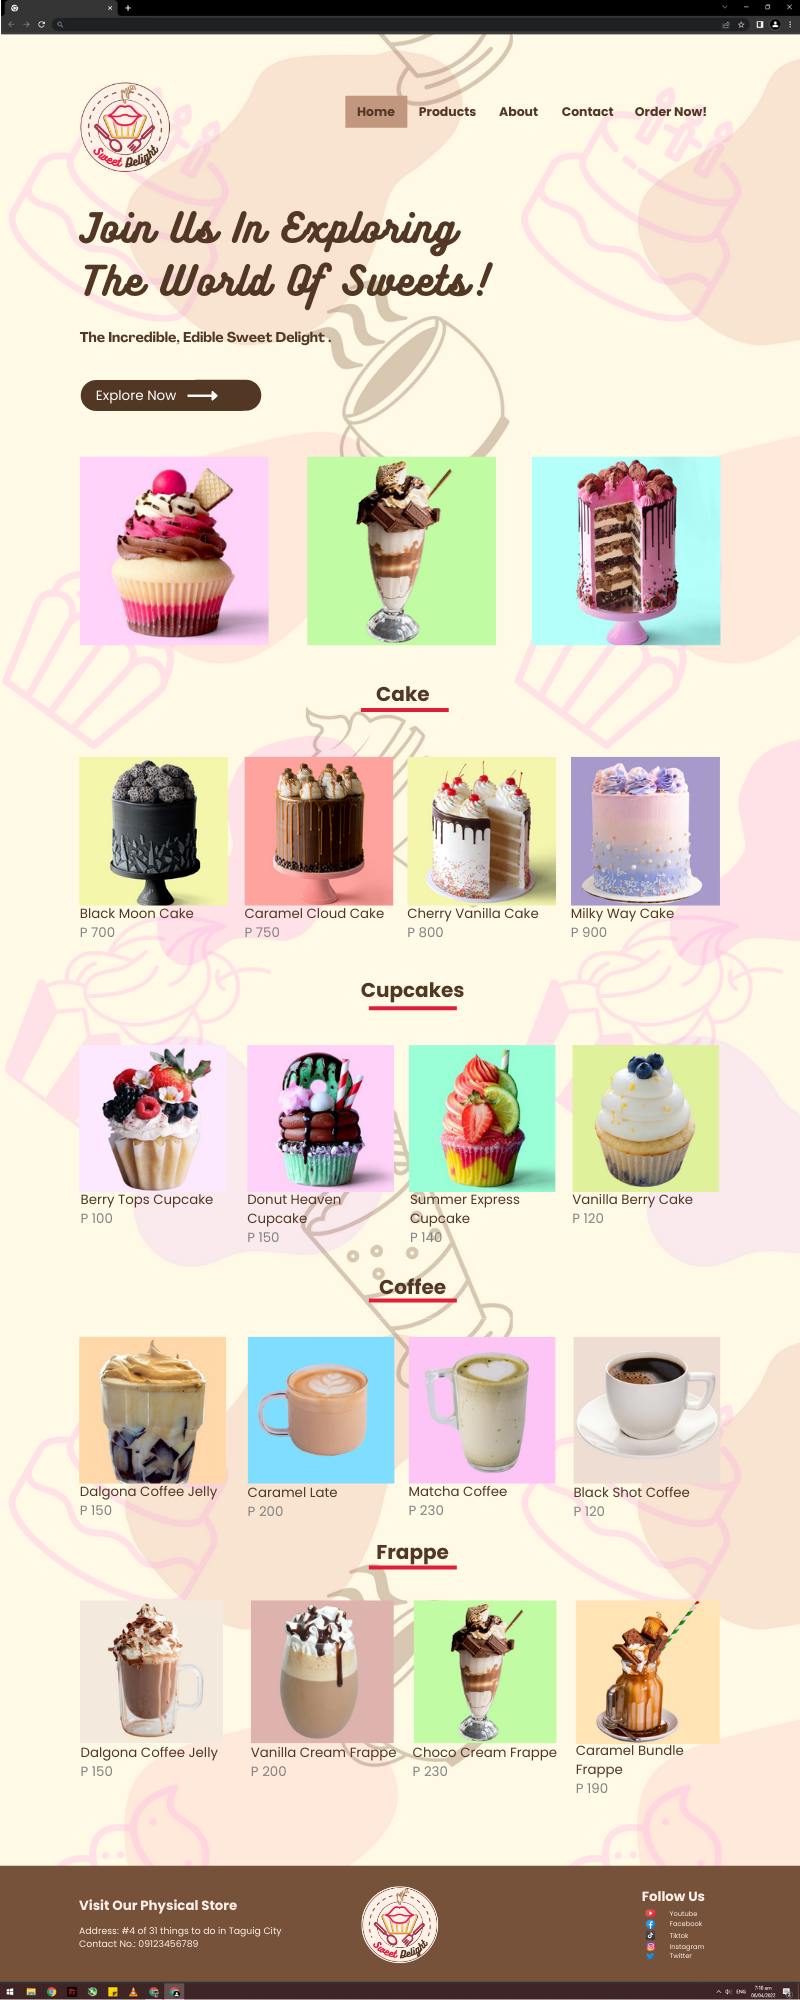 Sweet Delight
Home Products About Contact Order Now!
Join Us In Exploring
The World Of Sweets!
The Incredible, Edible Sweet Delight .
Explore Now
Cake
Black Moon Cake Caramel Cloud Cake Cherry Vanilla Cake Milky Way Cake
P 700 P 750 P 800 P 900
Cupcakes
Berry Tops Cupcake Donut Heaven Cupcake Summer Express Cupcake Vanilla Berry Cake
P 100 P 150 P 140 P 120
Coffee
Dalgona Coffee Jelly Caramel Late Matcha Coffee Black Shot Coffee
P 150 P 200 P 230 P 120
Frappe
Dalgona Coffee Jelly Vanilla Cream Frappe Choco Cream Frappe Caramel Bundle Frappe
P 150 P 200 P 230 P 190
Visit Our Physical Store
Address: #4 of 31 things to do in Taguig City
Contact No.: 09123456789
Sweet Delight
Follow Us
Youtube
Facebook
Tiktok
Instagram
Twitter
ENG
7:16 am